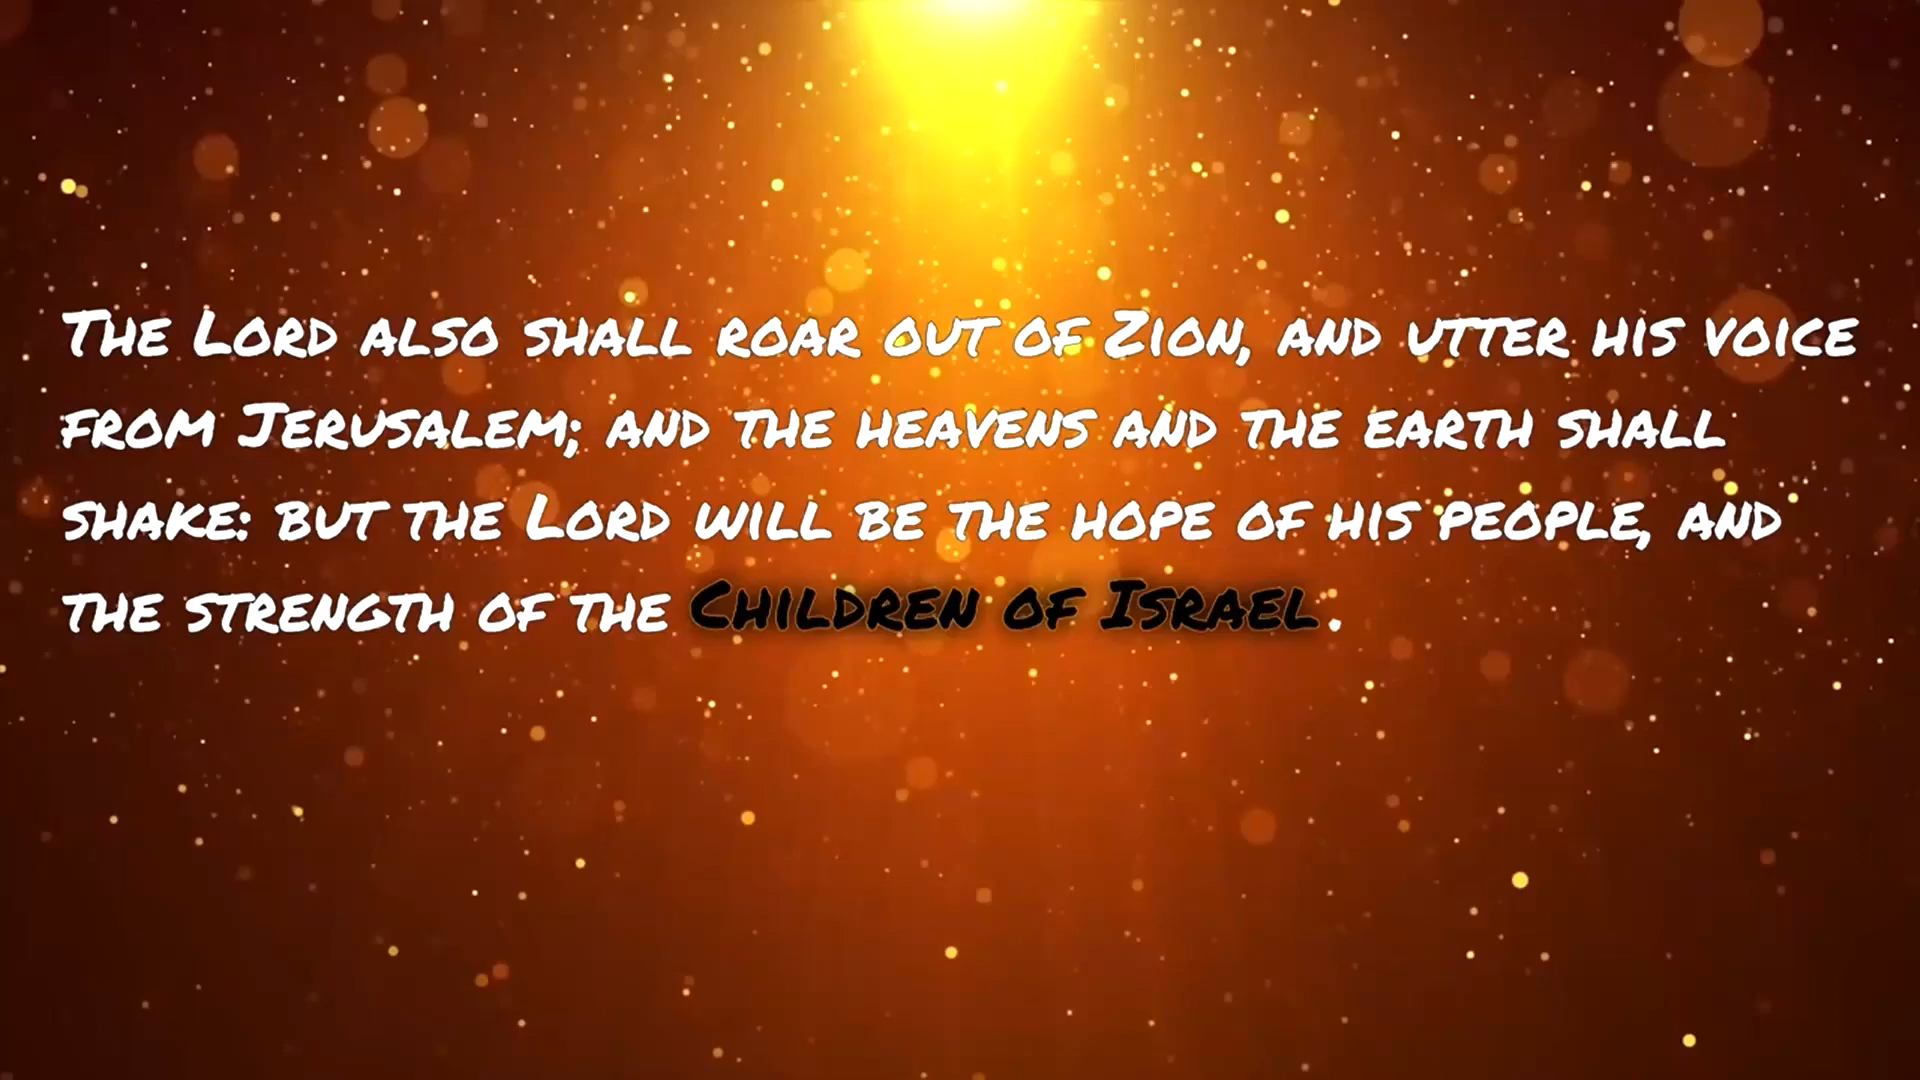 The Lord also shall roar out of Zion, and utter his voice
from Jerusalem; and the heavens and the earth shall
shake: but the Lord will be the hope of his people, and
the strength of the Children of Israel.